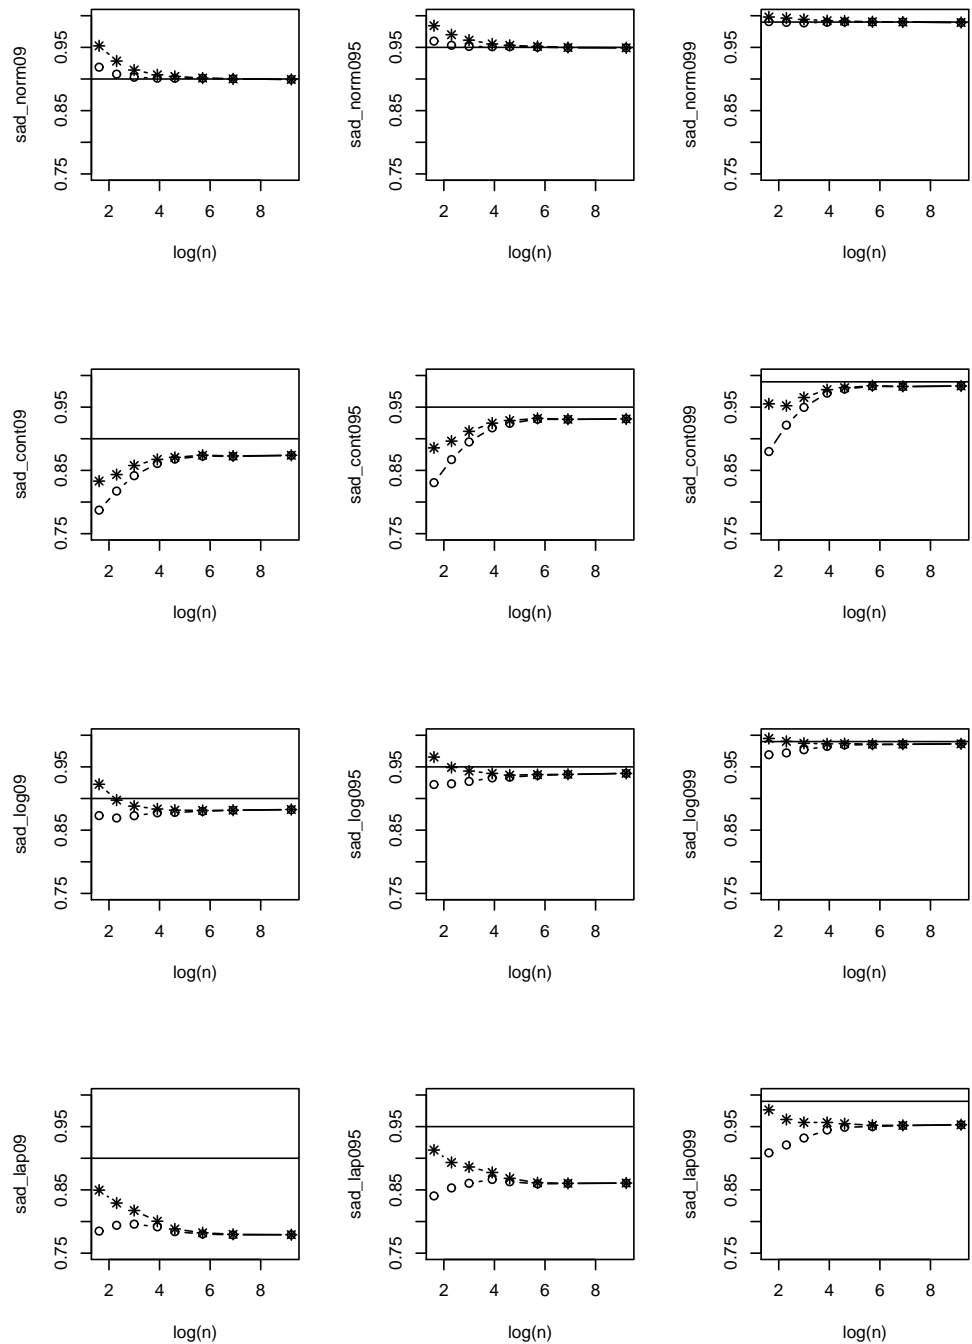 sad_norm09
0.75 0.85 0.95
2 4 6 8
log(n)
sad_norm095
0.75 0.85 0.95
2 4 6 8
log(n)
sad_norm099
0.75 0.85 0.95
2 4 6 8
log(n)
sad_cont09
0.75 0.85 0.95
2 4 6 8
log(n)
sad_cont095
0.75 0.85 0.95
2 4 6 8
log(n)
sad_cont099
0.75 0.85 0.95
2 4 6 8
log(n)
sad_log09
0.75 0.85 0.95
2 4 6 8
log(n)
sad_log095
0.75 0.85 0.95
2 4 6 8
log(n)
sad_log099
0.75 0.85 0.95
2 4 6 8
log(n)
sad_lap09
0.75 0.85 0.95
2 4 6 8
log(n)
sad_lap095
0.75 0.85 0.95
2 4 6 8
log(n)
sad_lap099
0.75 0.85 0.95
2 4 6 8
log(n)